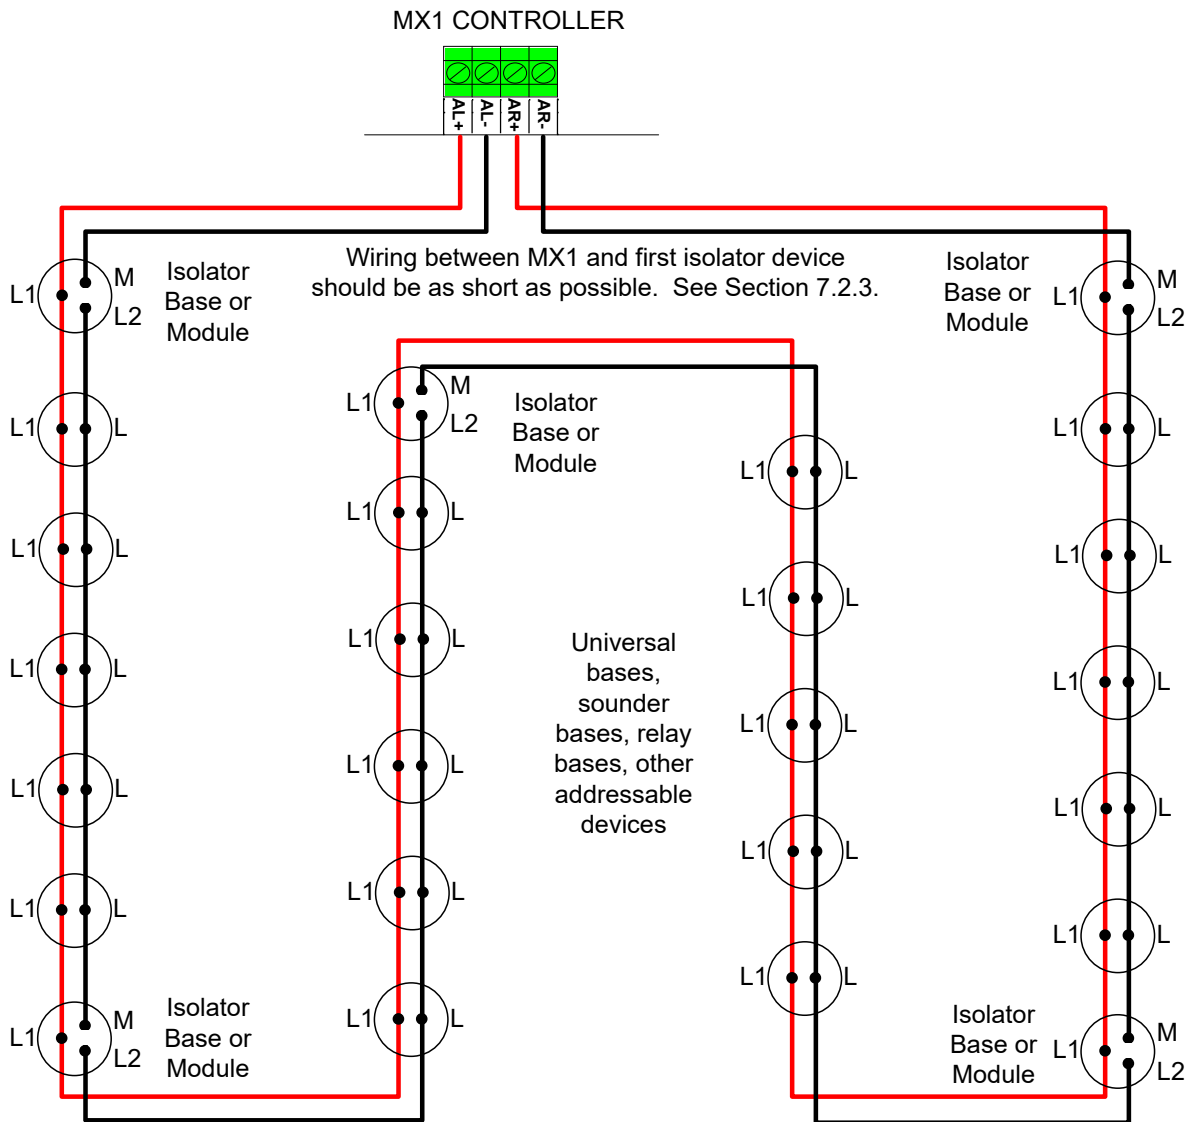 MX1 CONTROLLER
AL+
AL-
AR+
AR-
Wiring between MX1 and first isolator device
should be as short as possible. See Section 7.2.3.
L1
M
L2
Isolator
Base or
Module
L1 L
L1 L
L1 L
L1 L
L1 L
L1
M
L2
Isolator
Base or
Module
L1
M
L2
Isolator
Base or
Module
L1 L
L1 L
L1 L
L1 L
L1 L
Universal
bases,
sounder
bases, relay
bases, other
addressable
devices
L1 L
L1 L
L1 L
L1 L
L1 L
Isolator
Base or
Module
L1
M
L2
L1 L
L1 L
L1 L
L1 L
L1 L
Isolator
Base or
Module
L1
M
L2